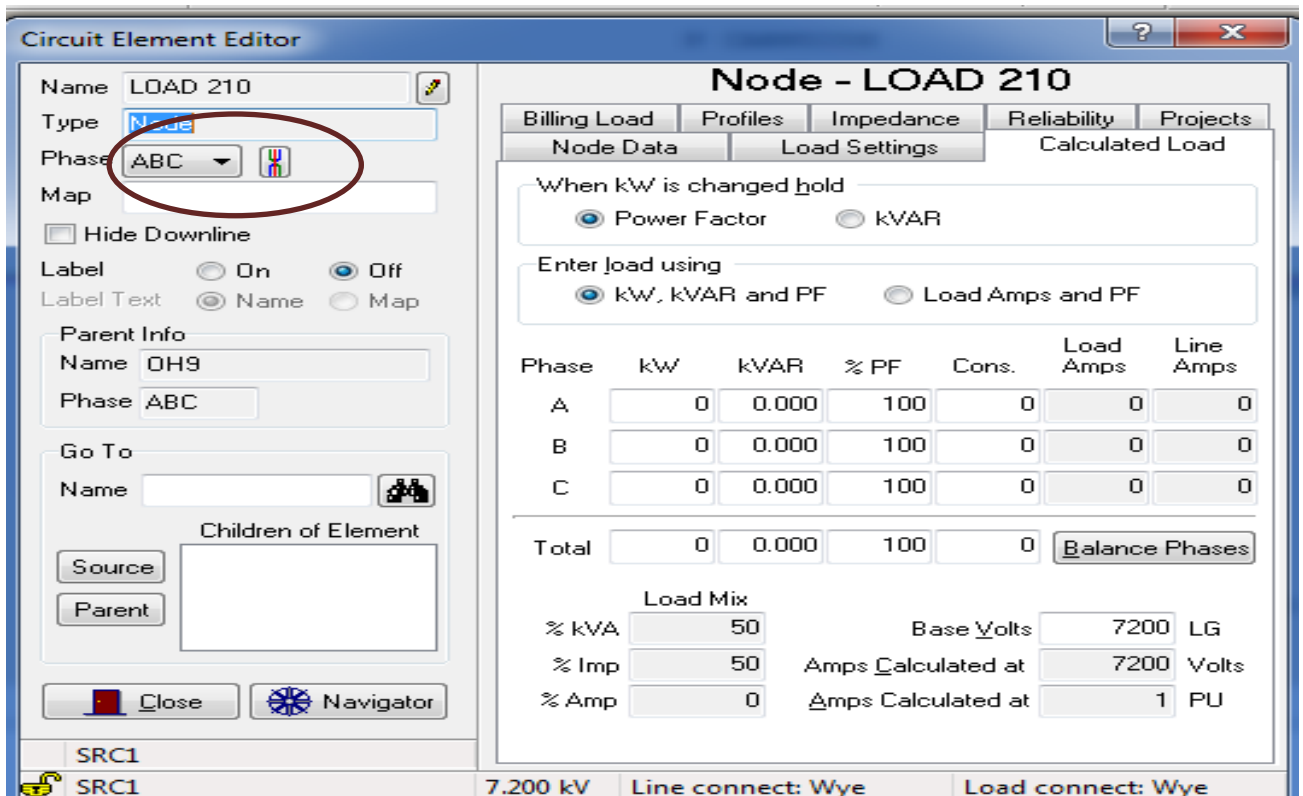 Circuit Element Editor
?
x
Name LOAD 210
Type Node
Phase ABC
Map
Hide Downline
Label On Off
Label Text Name Map
Parent Info
Name OH9
Phase ABC
Go To
Name
Children of Element
Source
Parent
Close Navigator
SRC1
Node - LOAD 210
Billing Load Profiles Impedance Reliability Projects
Node Data Load Settings Calculated Load
When kW is changed hold
Power Factor kVAR
Enter load using
kW, kVAR and PF Load Amps and PF
Phase kW kVAR % PF Cons. Load Amps Line Amps
A 0 0.000 100 0 0 0
B 0 0.000 100 0 0 0
C 0 0.000 100 0 0 0
Total 0 0.000 100 0 Balance Phases
Load Mix
% kVA 50 Base Volts 7200 LG
% Imp 50 Amps Calculated at 7200 Volts
% Amp 0 Amps Calculated at 1 PU
SRC1 7.200 kV Line connect: Wye Load connect: Wye